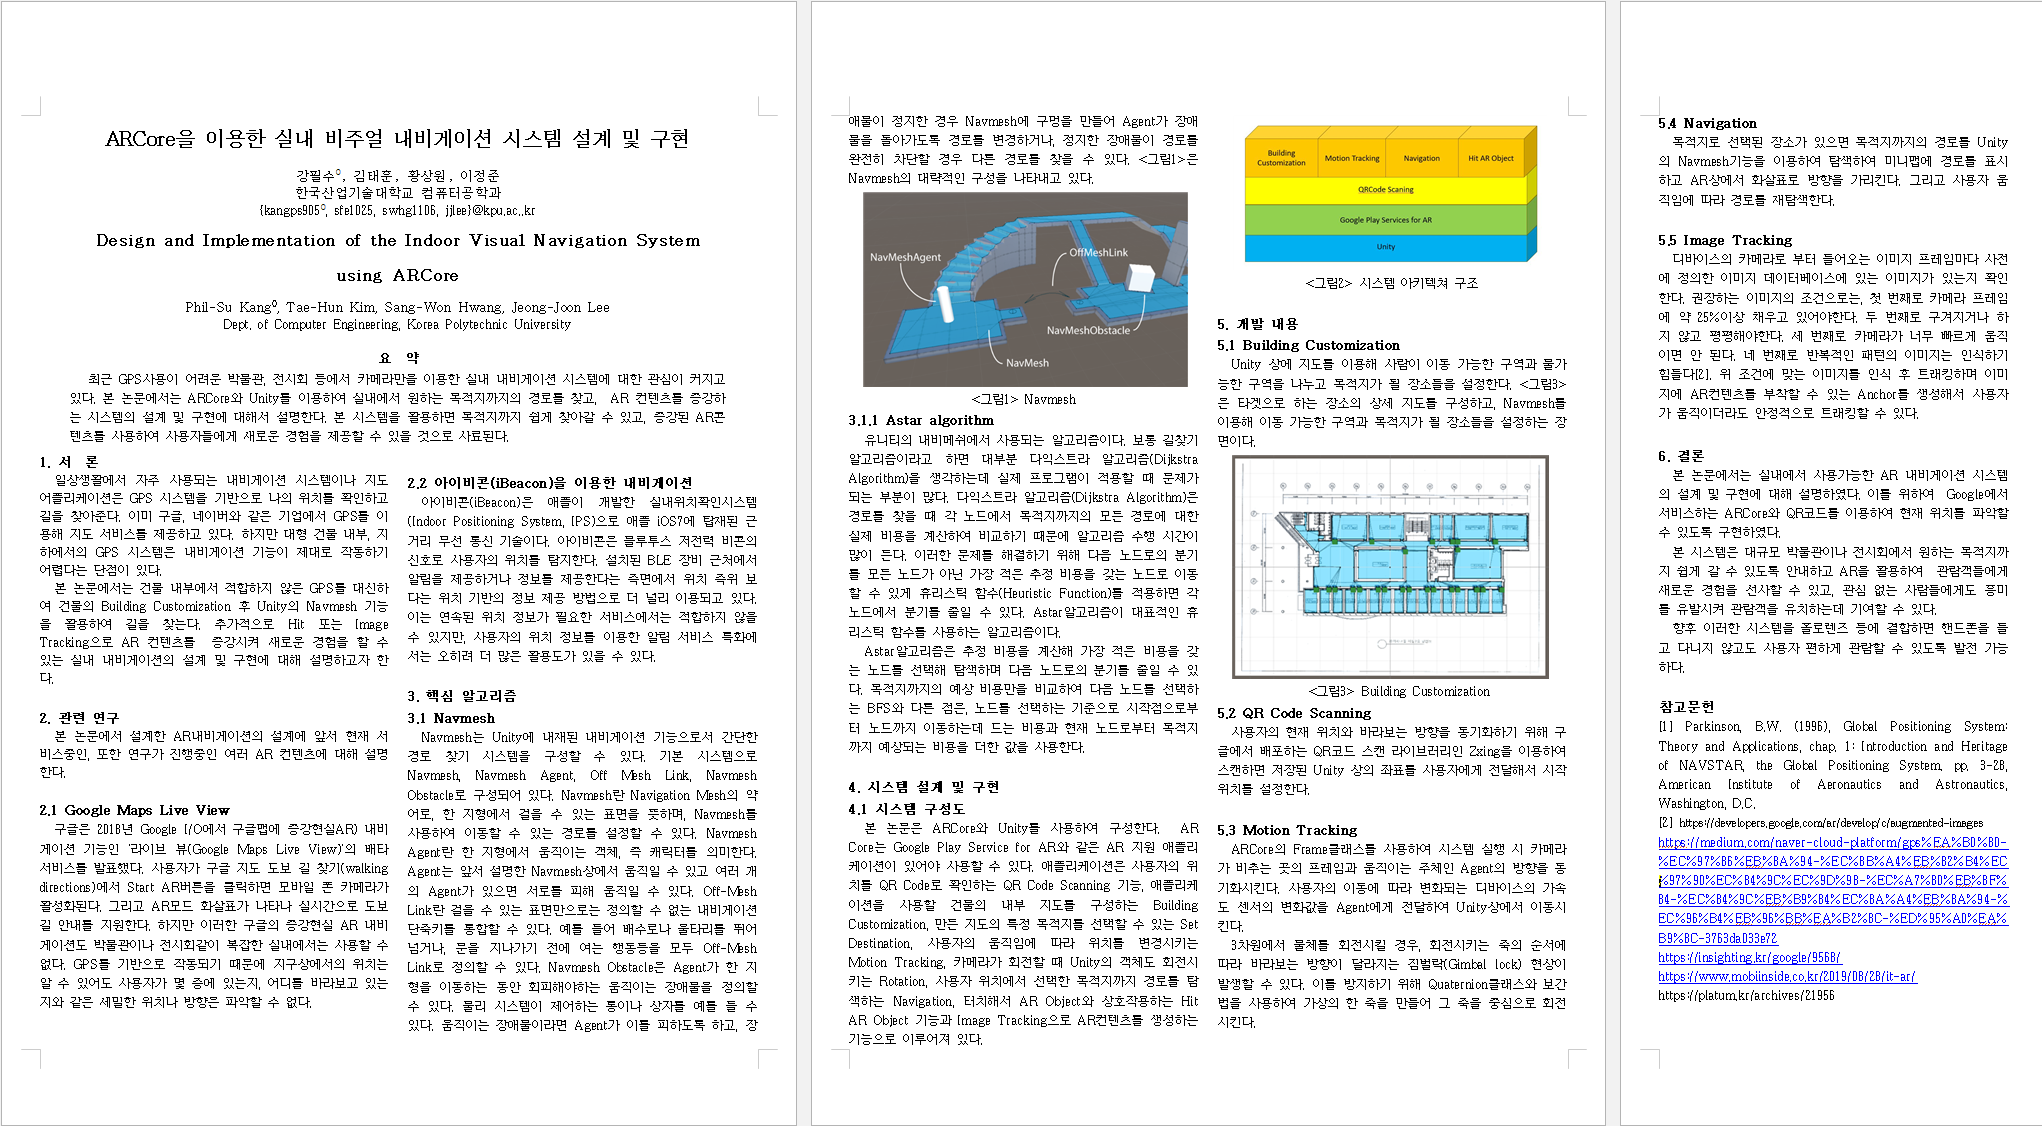 ARCore을 이용한 실내 비주얼 내비게이션 시스템 설계 및 구현
강필수⁰, 김태훈, 황상원, 이정준
한국산업기술대학교 컴퓨터공학과
{kangps905⁰, sfe1025, swhg1106, jjlee}@kpu.ac.kr
Design and Implementation of the Indoor Visual Navigation System
using ARCore
Phil-Su Kang⁰, Tae-Hun Kim, Sang-Won Hwang, Jeong-Joon Lee
Dept. of Computer Engineering, Korea Polytechnic University
요 약
최근 GPS사용이 어려운 박물관, 전시회 등에서 카메라만을 이용한 실내 내비게이션 시스템에 대한 관심이 커지고
있다. 본 논문에서는 ARCore와 Unity를 이용하여 실내에서 원하는 목적지까지의 경로를 찾고, AR 컨텐츠를 증강하
는 시스템의 설계 및 구현에 대해서 설명한다. 본 시스템을 활용하면 목적지까지 쉽게 찾아갈 수 있고, 증강된 AR콘
텐츠를 사용하여 사용자들에게 새로운 경험을 제공할 수 있을 것으로 사료된다.
1. 서 론
일상생활에서 자주 사용되는 내비게이션 시스템이나 지도
어플리케이션은 GPS 시스템을 기반으로 나의 위치를 확인하고
길을 찾아준다. 이미 구글, 네이버와 같은 기업에서 GPS를 이
용해 지도 서비스를 제공하고 있다. 하지만 대형 건물 내부, 지
하에서의 GPS 시스템은 내비게이션 기능이 제대로 작동하기
어렵다는 단점이 있다.
본 논문에서는 건물 내부에서 적합하지 않은 GPS를 대신하
여 건물의 Building Customization 후 Unity의 Navmesh 기능
을 활용하여 길을 찾는다. 추가적으로 Hit 또는 Image
Tracking으로 AR 컨텐츠를 증강시켜 새로운 경험을 할 수
있는 실내 내비게이션의 설계 및 구현에 대해 설명하고자 한
다.
2. 관련 연구
본 논문에서 설계한 AR내비게이션의 설계에 앞서 현재 서
비스중인, 또한 연구가 진행중인 여러 AR 컨텐츠에 대해 설명
한다.
2.1 Google Maps Live View
구글은 2018년 Google I/O에서 구글맵에 증강현실AR) 내비
게이션 기능인 '라이브 뷰(Google Maps Live View)'의 베타
서비스를 발표했다. 사용자가 구글 지도 도보 길 찾기(walking
directions)에서 Start AR버튼을 클릭하면 모바일 폰 카메라가
활성화된다. 그리고 AR모드 화살표가 나타나 실시간으로 도보
길 안내를 지원한다. 하지만 이러한 구글의 증강현실 AR 내비
게이션도 박물관이나 전시회같이 복잡한 실내에서는 사용할 수
없다. GPS를 기반으로 작동되기 때문에 지구상에서의 위치는
알 수 있어도 사용자가 몇 층에 있는지, 어디를 바라보고 있는
지와 같은 세밀한 위치나 방향은 파악할 수 없다.
2.2 아이비콘(iBeacon)을 이용한 내비게이션
아이비콘(iBeacon)은 애플이 개발한 실내위치확인시스템
(Indoor Positioning System, IPS)으로 애플 iOS7에 탑재된 근
거리 무선 통신 기술이다. 아이비콘은 블루투스 저전력 비콘의
신호로 사용자의 위치를 탐지한다. 설치된 BLE 장비 근처에서
알림을 제공하거나 정보를 제공한다는 측면에서 위치 측위 보
다는 위치 기반의 정보 제공 방법으로 더 널리 이용되고 있다.
이는 연속된 위치 정보가 필요한 서비스에서는 적합하지 않을
수 있지만, 사용자의 위치 정보를 이용한 알림 서비스 특화에
서는 오히려 더 많은 활용도가 있을 수 있다.
3. 핵심 알고리즘
3.1 Navmesh
Navmesh는 Unity에 내재된 내비게이션 기능으로서 간단한
경로 찾기 시스템을 구성할 수 있다. 기본 시스템으로
Navmesh, Navmesh Agent, Off Mesh Link, Navmesh
Obstacle로 구성되어 있다. Navmesh란 Navigation Mesh의 약
어로, 한 지형에서 걸을 수 있는 표면을 뜻하며, Navmesh를
사용하여 이동할 수 있는 경로를 설정할 수 있다. Navmesh
Agent란 한 지형에서 움직이는 객체, 즉 캐릭터를 의미한다.
Agent는 앞서 설명한 Navmesh상에서 움직일 수 있고 여러 개
의 Agent가 있으면 서로를 피해 움직일 수 있다. Off-Mesh
Link란 걸을 수 있는 표면만으로는 정의할 수 없는 내비게이션
단축키를 통합할 수 있다. 예를 들어 배수로나 울타리를 뛰어
넘거나, 문을 지나가기 전에 여는 행동등을 모두 Off-Mesh
Link로 정의할 수 있다. Navmesh Obstacle은 Agent가 한 지
형을 이동하는 동안 회피해야하는 움직이는 장애물을 정의할
수 있다. 물리 시스템이 제어하는 통이나 상자를 예를 들 수
있다. 움직이는 장애물이라면 Agent가 이를 피하도록 하고, 장
애물이 정지한 경우 Navmesh에 구멍을 만들어 Agent가 장애
물을 돌아가도록 경로를 변경하거나, 정지한 장애물이 경로를
완전히 차단할 경우 다른 경로를 찾을 수 있다. <그림1>은
Navmesh의 대략적인 구성을 나타내고 있다.
NavMeshAgent
OffMeshLink
NavMeshObstacle
NavMesh
<그림1> Navmesh
3.1.1 Astar algorithm
유니티의 내비메쉬에서 사용되는 알고리즘이다. 보통 길찾기
알고리즘이라고 하면 대부분 다익스트라 알고리즘(Dijkstra
Algorithm)을 생각하는데 실제 프로그램이 적용할 때 문제가
되는 부분이 많다. 다익스트라 알고리즘(Dijkstra Algorithm)은
경로를 찾을 때 각 노드에서 목적지까지의 모든 경로에 대한
실제 비용을 계산하여 비교하기 때문에 알고리즘 수행 시간이
많이 든다. 이러한 문제를 해결하기 위해 다음 노드로의 분기
를 모든 노드가 아닌 가장 적은 추정 비용을 갖는 노드로 이동
할 수 있게 휴리스틱 함수(Heuristic Function)를 적용하면 각
노드에서 분기를 줄일 수 있다. Astar알고리즘이 대표적인 휴
리스틱 함수를 사용하는 알고리즘이다.
Astar알고리즘은 추정 비용을 계산해 가장 적은 비용을 갖
는 노드를 선택해 탐색하며 다음 노드로의 분기를 줄일 수 있
다. 목적지까지의 예상 비용만을 비교하여 다음 노드를 선택하
는 BFS와 다른 점은, 노드를 선택하는 기준으로 시작점으로부
터 노드까지 이동하는데 드는 비용과 현재 노드로부터 목적지
까지 예상되는 비용을 더한 값을 사용한다.
4. 시스템 설계 및 구현
4.1 시스템 구성도
본 논문은 ARCore와 Unity를 사용하여 구성한다. AR
Core는 Google Play Service for AR와 같은 AR 지원 애플리
케이션이 있어야 사용할 수 있다. 애플리케이션은 사용자의 위
치를 QR Code로 확인하는 QR Code Scanning 기능, 애플리케
이션을 사용할 건물의 내부 지도를 구성하는 Building
Customization, 만든 지도의 특정 목적지를 선택할 수 있는 Set
Destination, 사용자의 움직임에 따라 위치를 변경시키는
Motion Tracking, 카메라가 회전할 때 Unity의 객체도 회전시
키는 Rotation, 사용자 위치에서 선택한 목적지까지 경로를 탐
색하는 Navigation, 터치해서 AR Object와 상호작용하는 Hit
AR Object 기능과 Image Tracking으로 AR컨텐츠를 생성하는
기능으로 이루어져 있다.
Building Customization
Motion Tracking
Navigation
Hit AR Object
QRCode Scaning
Google Play Services for AR
Unity
<그림2> 시스템 아키텍쳐 구조
5. 개발 내용
5.1 Building Customization
Unity 상에 지도를 이용해 사람이 이동 가능한 구역과 불가
능한 구역을 나누고 목적지가 될 장소들을 설정한다. <그림3>
은 타겟으로 하는 장소의 상세 지도를 구성하고, Navmesh를
이용해 이동 가능한 구역과 목적지가 될 장소들을 설정하는 장
면이다.
<그림3> Building Customization
5.2 QR Code Scanning
사용자의 현재 위치와 바라보는 방향을 동기화하기 위해 구
글에서 배포하는 QR코드 스캔 라이브러리인 Zxing을 이용하여
스캔하면 저장된 Unity 상의 좌표를 사용자에게 전달해서 시작
위치를 설정한다.
5.3 Motion Tracking
ARCore의 Frame클래스를 사용하여 시스템 실행 시 카메라
가 비추는 곳의 프레임과 움직이는 주체인 Agent의 방향을 동
기화시킨다. 사용자의 이동에 따라 변화되는 디바이스의 가속
도 센서의 변화값을 Agent에게 전달하여 Unity상에서 이동시
킨다.
3차원에서 물체를 회전시킬 경우, 회전시키는 축의 순서에
따라 바라보는 방향이 달라지는 짐벌락(Gimbal lock) 현상이
발생할 수 있다. 이를 방지하기 위해 Quaternion클래스와 보간
법을 사용하여 가상의 한 축을 만들어 그 축을 중심으로 회전
시킨다.
5.4 Navigation
목적지로 선택된 장소가 있으면 목적지까지의 경로를 Unity
의 Navmesh기능을 이용하여 탐색하여 미니맵에 경로를 표시
하고 AR상에서 화살표로 방향을 가리킨다. 그리고 사용자 움
직임에 따라 경로를 재탐색한다.
5.5 Image Tracking
디바이스의 카메라로 부터 들어오는 이미지 프레임마다 사전
에 정의한 이미지 데이터베이스에 있는 이미지가 있는지 확인
한다. 권장하는 이미지의 조건으로는, 첫 번째로 카메라 프레임
에 약 25%이상 채우고 있어야한다. 두 번째로 구겨지거나 하
지 않고 평평해야한다. 세 번째로 카메라가 너무 빠르게 움직
이면 안 된다. 네 번째로 반복적인 패턴의 이미지는 인식하기
힘들다[2]. 위 조건에 맞는 이미지를 인식 후 트래킹하며 이미
지에 AR컨텐츠를 부착할 수 있는 Anchor를 생성해서 사용자
가 움직이더라도 안정적으로 트래킹할 수 있다.
6. 결론
본 논문에서는 실내에서 사용가능한 AR 내비게이션 시스템
의 설계 및 구현에 대해 설명하였다. 이를 위하여 Google에서
서비스하는 ARCore와 QR코드를 이용하여 현재 위치를 파악할
수 있도록 구현하였다.
본 시스템은 대규모 박물관이나 전시회에서 원하는 목적지까
지 쉽게 갈 수 있도록 안내하고 AR을 활용하여 관람객들에게
새로운 경험을 선사할 수 있고, 관심 없는 사람들에게도 흥미
를 유발시켜 관람객을 유치하는데 기여할 수 있다.
향후 이러한 시스템을 홀로렌즈 등에 결합하면 핸드폰을 들
고 다니지 않고도 사용자 편하게 관람할 수 있도록 발전 가능
하다.
참고문헌
[1] Parkinson, B.W. (1996), Global Positioning System:
Theory and Applications, chap. 1: Introduction and Heritage
of NAVSTAR, the Global Positioning System. pp. 3-28,
American Institute of Aeronautics and Astronautics,
Washington, D.C.
[2] https://developers.google.com/ar/develop/c/augmented-images
https://medium.com/naver-cloud-platform/gps%EA%B0%80-
%EC%97%86%EB%8A%94-%EC%BB%A4%EB%B2%84%EC
%97%90%EC%84%9C%EC%9D%98-%EC%A7%80%EB%8F%
84-%EC%84%9C%EB%B9%84%EC%8A%A4%EB%8A%94-%
EC%96%B4%EB%96%BB%EA%B2%8C-%ED%95%A0%EA%
B9%8C-3763da033e72
https://insighting.kr/google/9568/
https://www.mobiinside.co.kr/2019/08/28/it-ar/
https://platum.kr/archives/21956